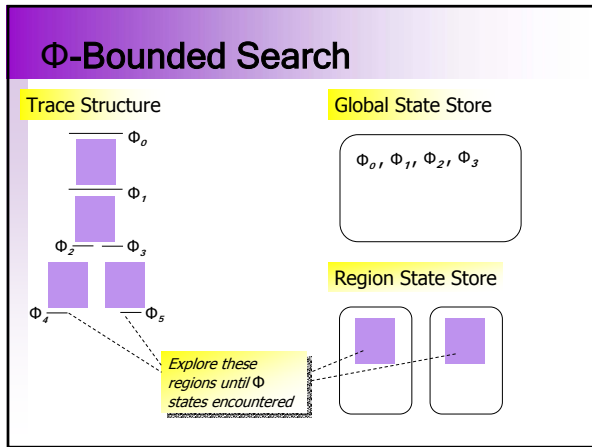 Φ-Bounded Search
Trace Structure
Φ0
Φ1
Φ2 Φ3
Φ4 Φ5
Global State Store
Φ0, Φ1, Φ2, Φ3
Region State Store
Explore these
regions until Φ
states encountered